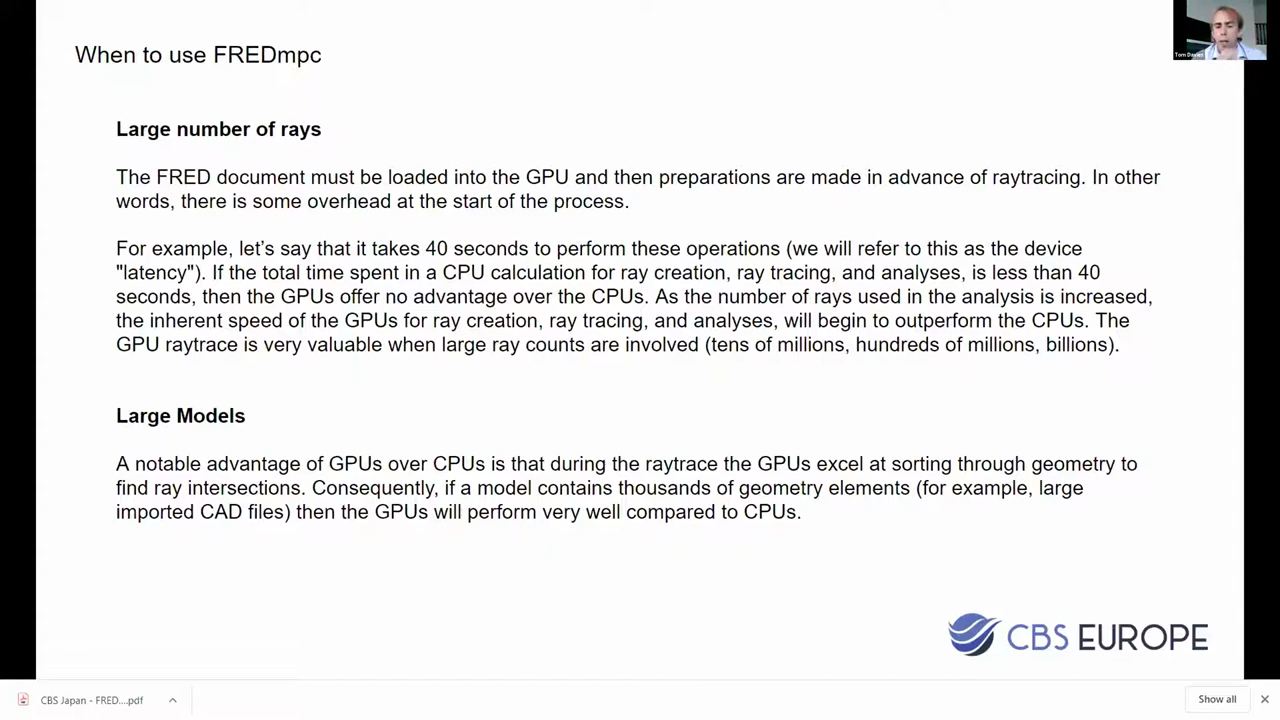 When to use FREDmpc
Tom Davies
Large number of rays
The FRED document must be loaded into the GPU and then preparations are made in advance of raytracing. In other
words, there is some overhead at the start of the process.
For example, let's say that it takes 40 seconds to perform these operations (we will refer to this as the device
"latency"). If the total time spent in a CPU calculation for ray creation, ray tracing, and analyses, is less than 40
seconds, then the GPUs offer no advantage over the CPUs. As the number of rays used in the analysis is increased,
the inherent speed of the GPUs for ray creation, ray tracing, and analyses, will begin to outperform the CPUs. The
GPU raytrace is very valuable when large ray counts are involved (tens of millions, hundreds of millions, billions).
Large Models
A notable advantage of GPUs over CPUs is that during the raytrace the GPUs excel at sorting through geometry to
find ray intersections. Consequently, if a model contains thousands of geometry elements (for example, large
imported CAD files) then the GPUs will perform very well compared to CPUs.
CBS EUROPE
CBS Japan - FRED....pdf
Show all